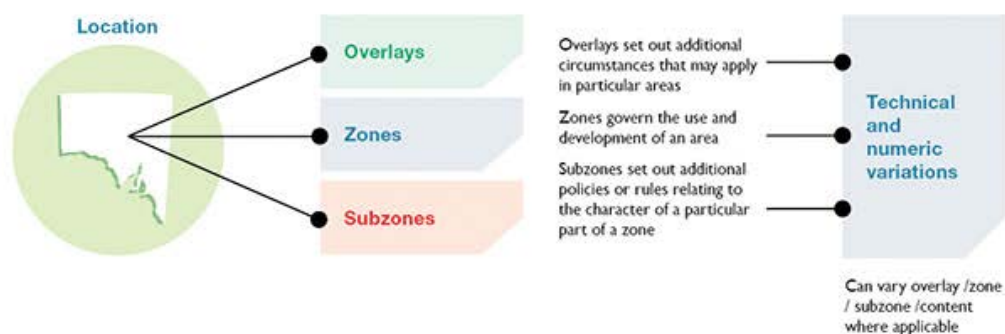 Location
Overlays
Zones
Subzones
Overlays set out additional
circumstances that may apply
in particular areas
Zones govern the use and
development of an area
Subzones set out additional
policies or rules relating to
the character of a particular
part of a zone
Technical
and
numeric
variations
Can vary overlay /zone
/ subzone /content
where applicable